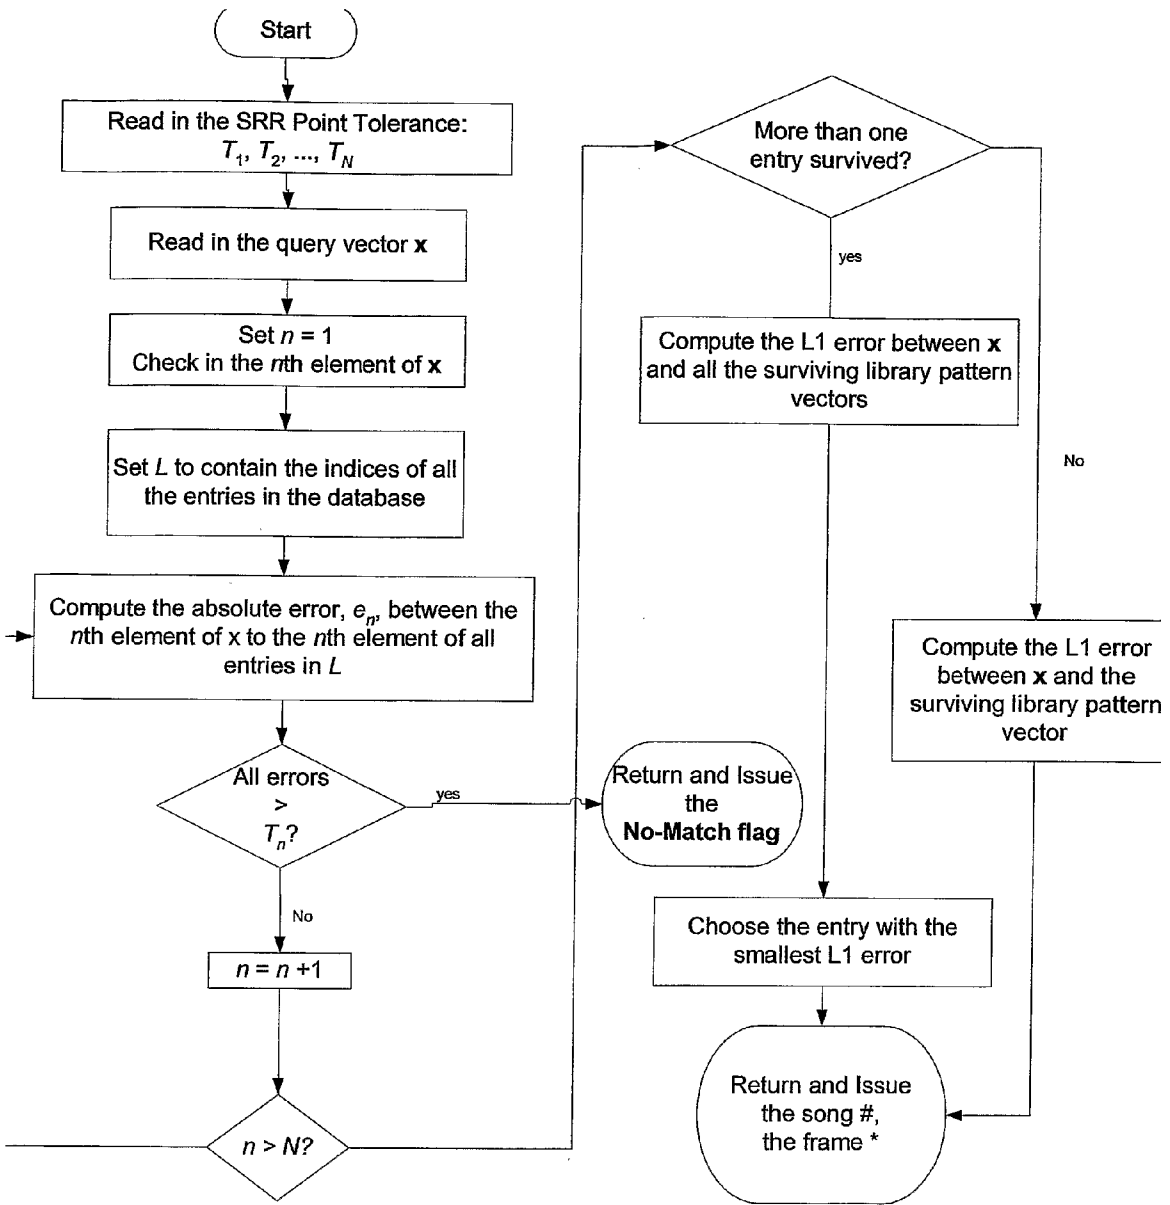 Start
Read in the SRR Point Tolerance:
T1, T2, ..., TN
Read in the query vector x
Set n = 1
Check in the nth element of x
Set L to contain the indices of all
the entries in the database
Compute the absolute error, en, between the
nth element of x to the nth element of all
entries in L
All errors
>
Tn?
yes
No
n = n +1
n > N?
Return and Issue
the
No-Match flag
More than one
entry survived?
yes
No
Compute the L1 error between x
and all the surviving library pattern
vectors
Compute the L1 error
between x and the
surviving library pattern
vector
Choose the entry with the
smallest L1 error
Return and Issue
the song #,
the frame *